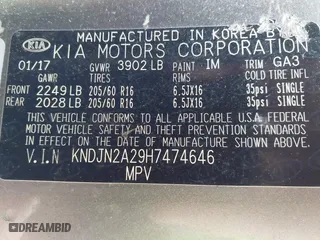 MANUFACTURED IN KOREA BY
KIA KIA MOTORS CORPORATION
01/17 GVWR 3902 LB PAINT IM TRIM GA3
GAWR TIRES RIMS COLD TIRE INFL
FRONT 2249 LB 205/60 R16 6.5JX16 35psi SINGLE
REAR 2028 LB 205/60 R16 6.5JX16 35psi SINGLE
THIS VEHICLE CONFORMS TO ALL APPLICABLE U.S.A. FEDERAL
MOTOR VEHICLE SAFETY, BUMPER, AND THEFT PREVENTION
STANDARDS IN EFFECT ON THE DATE OF MANUFACTURE
SHOWN ABOVE.
V.I.N KNDJN2A29H7474646
MPV
DREAMBID